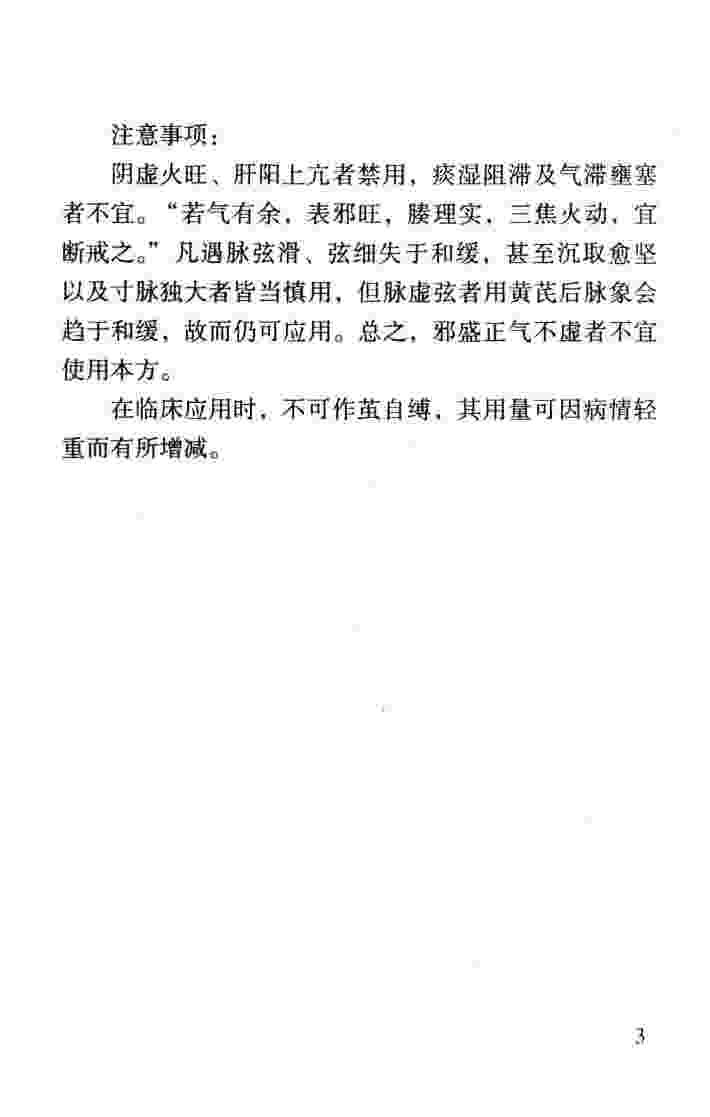 注意事项：
阴虚火旺、肝阳上亢者禁用，痰湿阻滞及气滞壅塞
者不宜。“若气有余，表邪旺，腠理实，三焦火动，宜
断戒之。”凡遇脉弦滑、弦细失于和缓，甚至沉取愈坚
以及寸脉独大者皆当慎用，但脉虚弦者用黄芪后脉象会
趋于和缓，故而仍可应用。总之，邪盛正气不虚者不宜
使用本方。
在临床应用时，不可作茧自缚，其用量可因病情轻
重而有所增减。
3